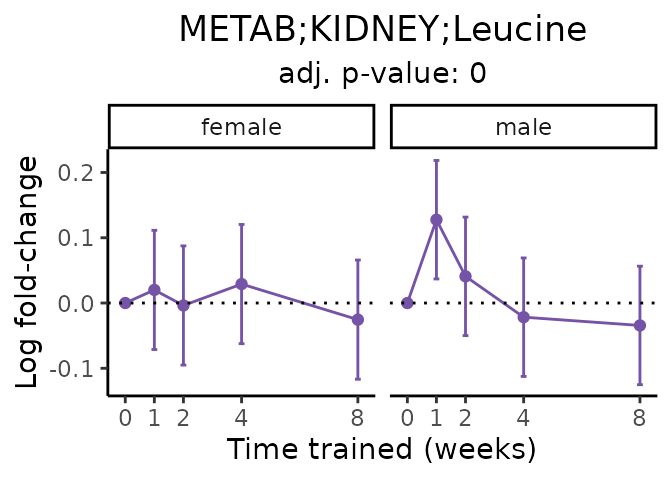 METAB;KIDNEY;Leucine
adj. p-value: 0
female
male
Log fold-change
0.2
0.1
0.0
-0.1
0 1 2 4 8
0 1 2 4 8
Time trained (weeks)